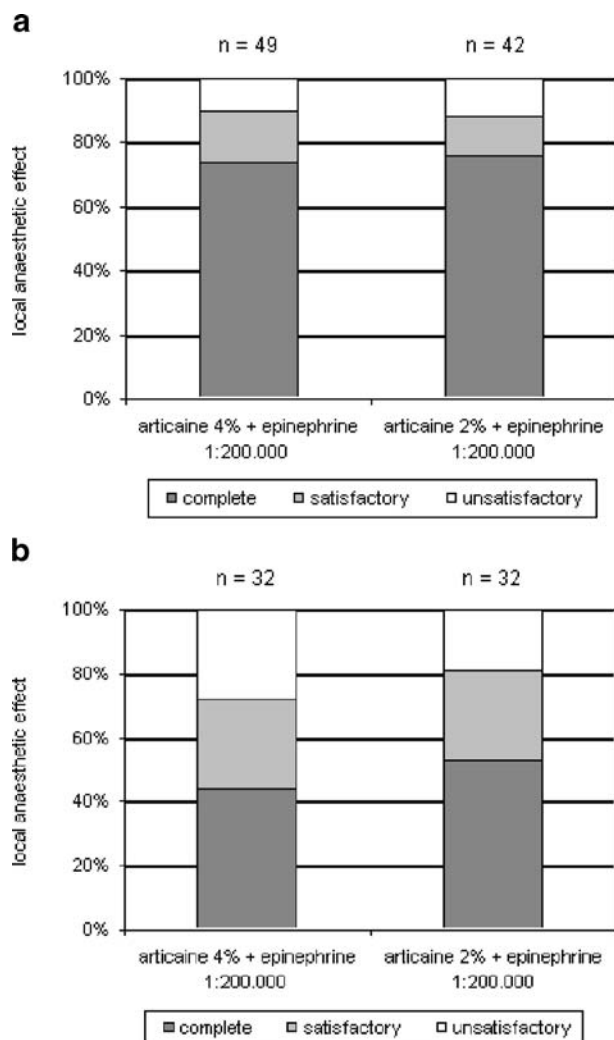 a
n = 49 n = 42
100%
80%
60%
40%
20%
0%
local anaesthetic effect
articaine 4% + epinephrine articaine 2% + epinephrine
1:200.000 1:200.000
complete satisfactory unsatisfactory
b
n = 32 n = 32
100%
80%
60%
40%
20%
0%
local anaesthetic effect
articaine 4% + epinephrine articaine 2% + epinephrine
1:200.000 1:200.000
complete satisfactory unsatisfactory